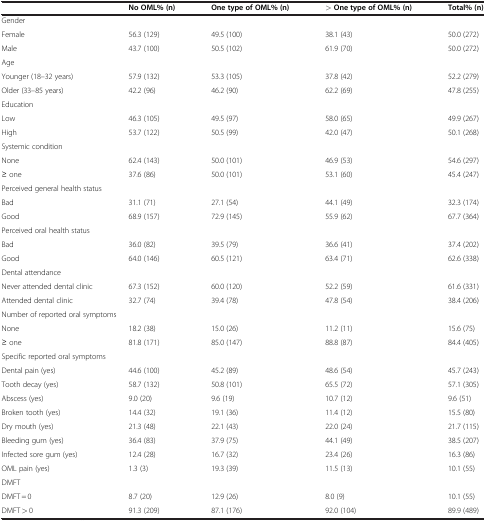 No OML% (n) One type of OML% (n) > One type of OML% (n) Total% (n)
Gender
Female 56.3 (129) 49.5 (100) 38.1 (43) 50.0 (272)
Male 43.7 (100) 50.5 (102) 61.9 (70) 50.0 (272)
Age
Younger (18–32 years) 57.9 (132) 53.3 (105) 37.8 (42) 52.2 (279)
Older (33–85 years) 42.2 (96) 46.2 (90) 62.2 (69) 47.8 (255)
Education
Low 46.3 (105) 49.5 (97) 58.0 (65) 49.9 (267)
High 53.7 (122) 50.5 (99) 42.0 (47) 50.1 (268)
Systemic condition
None 62.4 (143) 50.0 (101) 46.9 (53) 54.6 (297)
≥ one 37.6 (86) 50.0 (101) 53.1 (60) 45.4 (247)
Perceived general health status
Bad 31.1 (71) 27.1 (54) 44.1 (49) 32.3 (174)
Good 68.9 (157) 72.9 (145) 55.9 (62) 67.7 (364)
Perceived oral health status
Bad 36.0 (82) 39.5 (79) 36.6 (41) 37.4 (202)
Good 64.0 (146) 60.5 (121) 63.4 (71) 62.6 (338)
Dental attendance
Never attended dental clinic 67.3 (152) 60.0 (120) 52.2 (59) 61.6 (331)
Attended dental clinic 32.7 (74) 39.4 (78) 47.8 (54) 38.4 (206)
Number of reported oral symptoms
None 18.2 (38) 15.0 (26) 11.2 (11) 15.6 (75)
≥ one 81.8 (171) 85.0 (147) 88.8 (87) 84.4 (405)
Specific reported oral symptoms
Dental pain (yes) 44.6 (100) 45.2 (89) 48.6 (54) 45.7 (243)
Tooth decay (yes) 58.7 (132) 50.8 (101) 65.5 (72) 57.1 (305)
Abscess (yes) 9.0 (20) 9.6 (19) 10.7 (12) 9.6 (51)
Broken tooth (yes) 14.4 (32) 19.1 (36) 11.4 (12) 15.5 (80)
Dry mouth (yes) 21.3 (48) 22.1 (43) 22.0 (24) 21.7 (115)
Bleeding gum (yes) 36.4 (83) 37.9 (75) 44.1 (49) 38.5 (207)
Infected sore gum (yes) 12.4 (28) 16.7 (32) 23.4 (26) 16.3 (86)
OML pain (yes) 1.3 (3) 19.3 (39) 11.5 (13) 10.1 (55)
DMFT
DMFT = 0 8.7 (20) 12.9 (26) 8.0 (9) 10.1 (55)
DMFT > 0 91.3 (209) 87.1 (176) 92.0 (104) 89.9 (489)